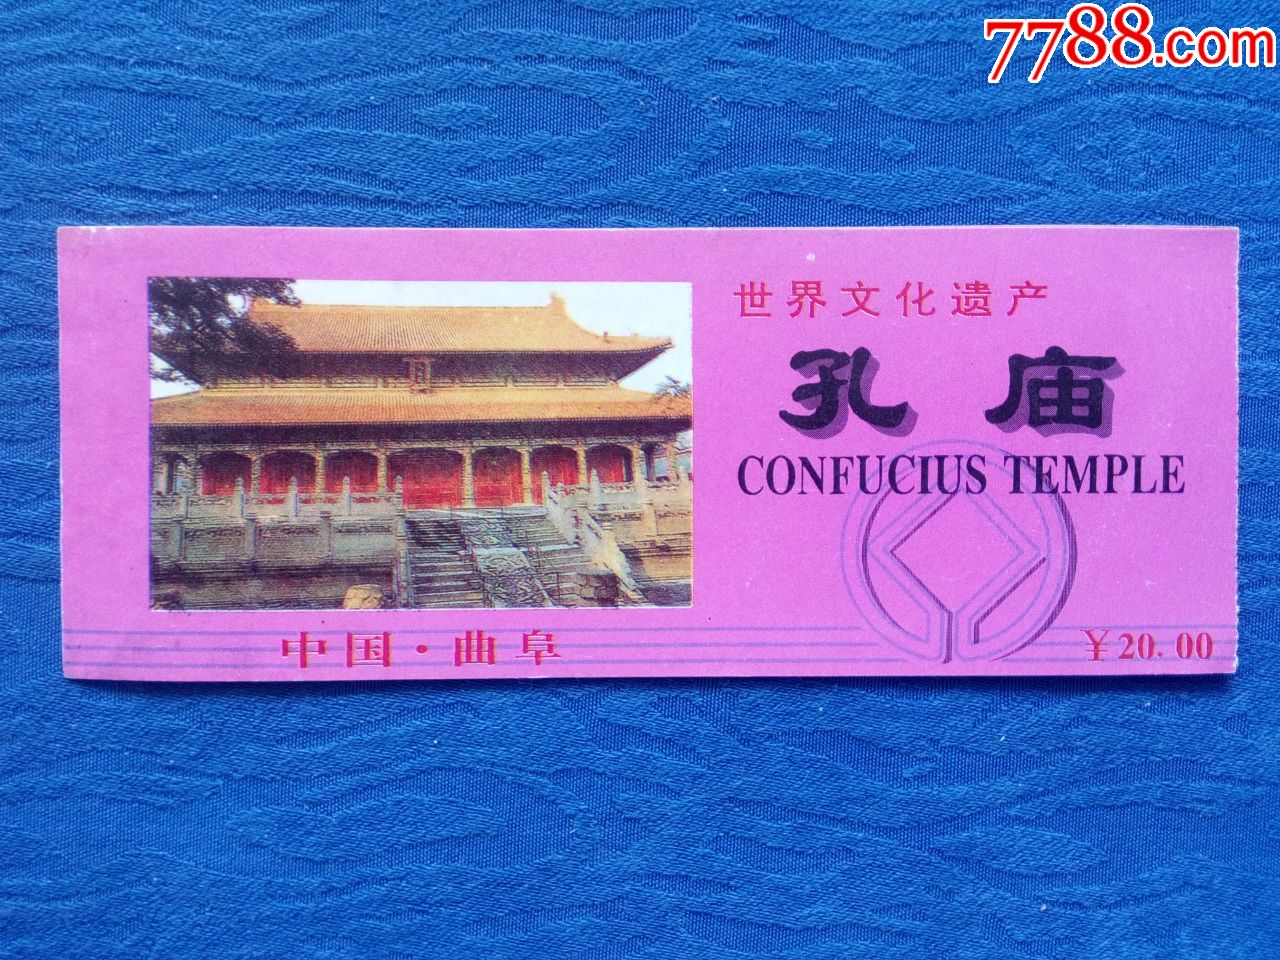 7788.com
世界文化遗产
孔庙
CONFUCIUS TEMPLE
中国·曲阜
￥20.00